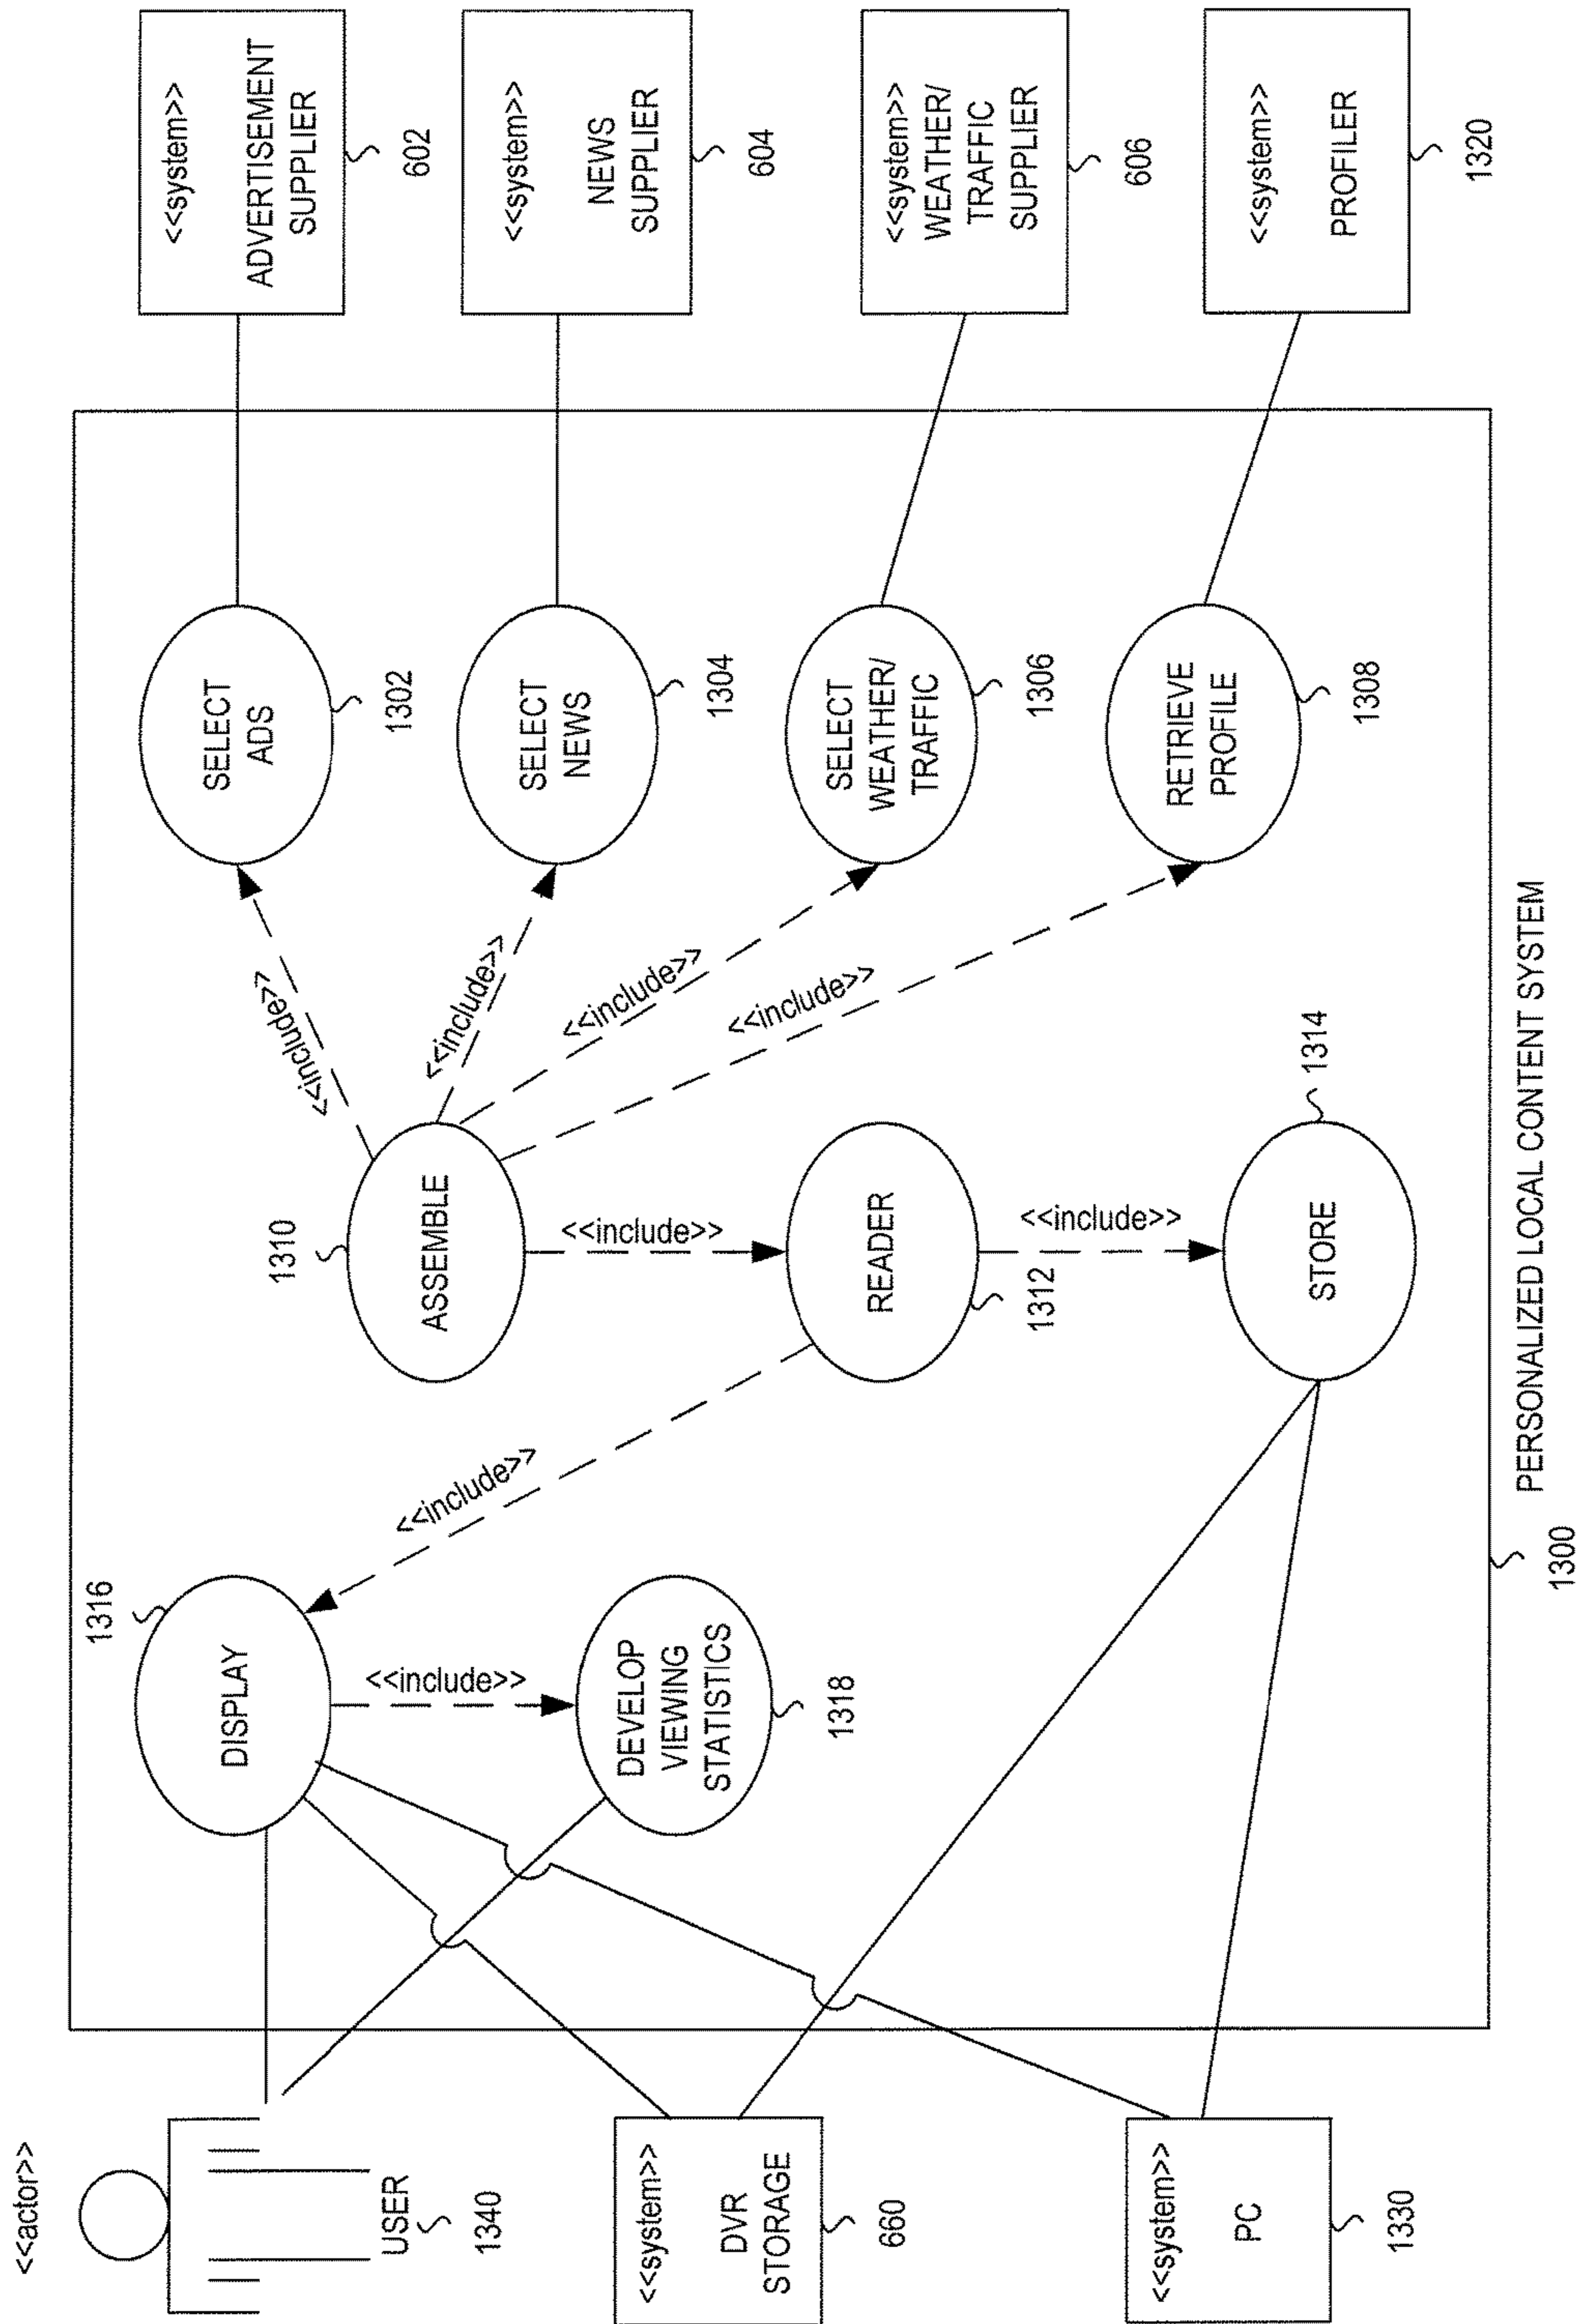 <<actor>>
USER
1340
<<system>>
DVR
STORAGE
660
<<system>>
PC
1330
DISPLAY
1316
<<include>>
DEVELOP
VIEWING
STATISTICS
1318
<<include>>
ASSEMBLE
1310
<<include>>
READER
1312
<<include>>
STORE
1314
<<include>>
<<include>>
<<include>>
<<include>>
SELECT
ADS
1302
SELECT
NEWS
1304
SELECT
WEATHER/
TRAFFIC
1306
RETRIEVE
PROFILE
1308
<<system>>
ADVERTISEMENT
SUPPLIER
602
<<system>>
NEWS
SUPPLIER
604
<<system>>
WEATHER/
TRAFFIC
SUPPLIER
606
<<system>>
PROFILER
1320
1300
PERSONALIZED LOCAL CONTENT SYSTEM